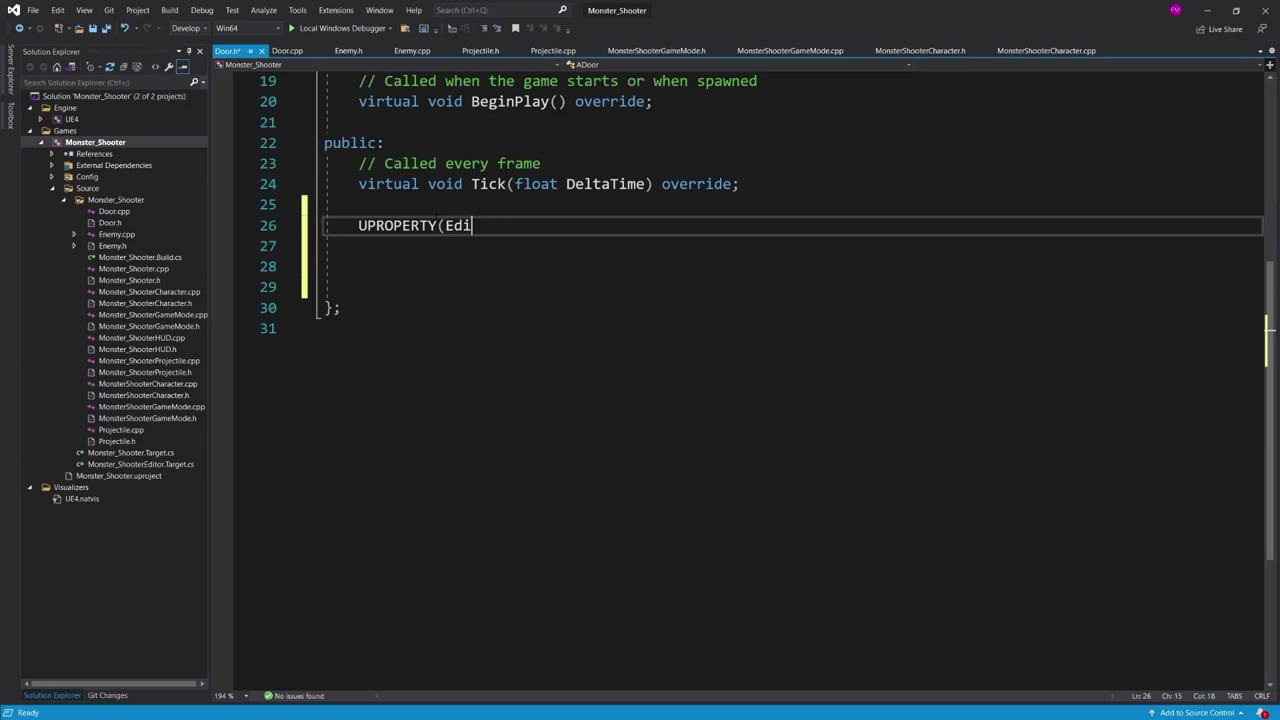 File Edit View Git Project Build Debug Test Analyze Tools Extensions Window Help Search (Ctrl+Q) Monster_Shooter FM
Develop Win64 Local Windows Debugger Live Share
Server Explorer
Toolbox
Solution Explorer
Search Solution Explorer (Ctrl+;)
Solution 'Monster_Shooter' (2 of 2 projects)
Engine
UE4
Games
Monster_Shooter
References
External Dependencies
Config
Source
Monster_Shooter
Door.cpp
Door.h
Enemy.cpp
Enemy.h
Monster_Shooter.Build.cs
Monster_Shooter.cpp
Monster_Shooter.h
Monster_ShooterCharacter.cpp
Monster_ShooterCharacter.h
Monster_ShooterGameMode.cpp
Monster_ShooterGameMode.h
Monster_ShooterHUD.cpp
Monster_ShooterHUD.h
Monster_ShooterProjectile.cpp
Monster_ShooterProjectile.h
MonsterShooterCharacter.cpp
MonsterShooterCharacter.h
MonsterShooterGameMode.cpp
MonsterShooterGameMode.h
Projectile.cpp
Projectile.h
Monster_Shooter.Target.cs
Monster_ShooterEditor.Target.cs
Monster_Shooter.uproject
Visualizers
UE4.natvis
Solution Explorer Git Changes
Door.h* Door.cpp Enemy.h Enemy.cpp Projectile.h Projectile.cpp MonsterShooterGameMode.h MonsterShooterGameMode.cpp MonsterShooterCharacter.h MonsterShooterCharacter.cpp
Monster_Shooter ADoor
19 // Called when the game starts or when spawned
20 virtual void BeginPlay() override;
21
22 public:
23 // Called every frame
24 virtual void Tick(float DeltaTime) override;
25
26 UPROPERTY(Edi
27
28
29
30 };
31
194 % No issues found Ln: 26 Ch: 15 Col: 18 TABS CRLF
Ready Add to Source Control 1